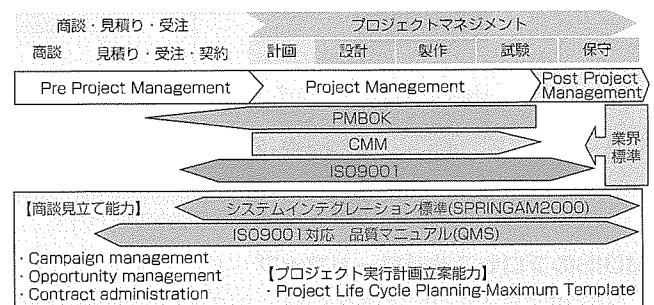 商談・見積り・受注 プロジェクトマネジメント
商談 見積り・受注・契約 計画 設計 製作 試験 保守
Pre Project Management Project Management Post Project Management
PMBOK
CMM
ISO9001
業界標準
【商談見立て能力】
システムインテグレーション標準(SPRINGAM2000)
ISO9001対応 品質マニュアル(QMS)
・Campaign management
・Opportunity management
・Contract administration
【プロジェクト実行計画立案能力】
・Project Life Cycle Planning-Maximum Template